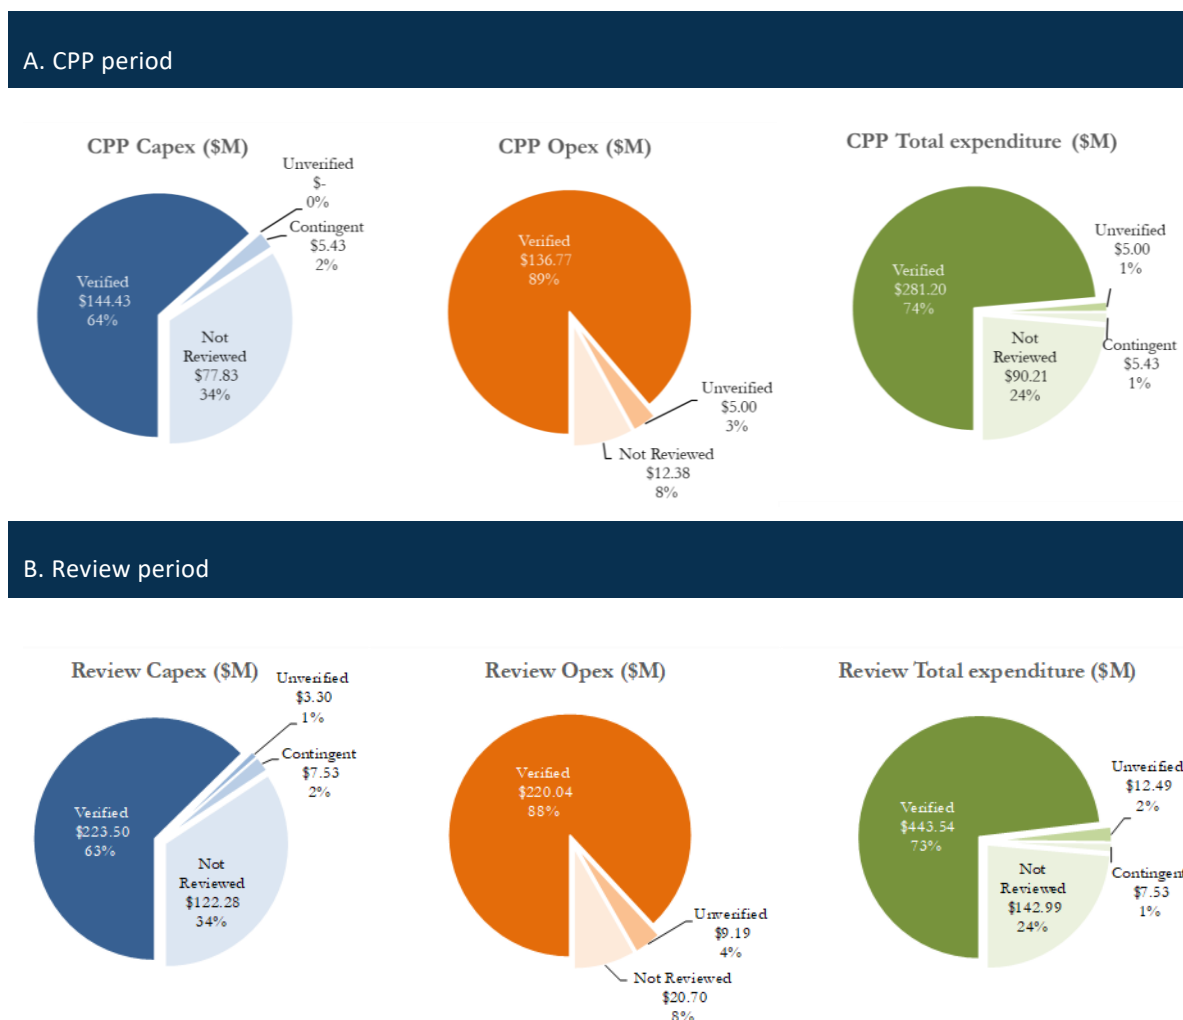 A. CPP period
CPP Capex ($M)
Unverified
$-
0%
Contingent
$5.43
2%
Verified
$144.43
64%
Not
Reviewed
$77.83
34%
CPP Opex ($M)
Verified
$136.77
89%
Unverified
$5.00
3%
Not Reviewed
$12.38
8%
CPP Total expenditure ($M)
Verified
$281.20
74%
Unverified
$5.00
1%
Contingent
$5.43
1%
Not
Reviewed
$90.21
24%
B. Review period
Review Capex ($M)
Unverified
$3.30
1%
Contingent
$7.53
2%
Verified
$223.50
63%
Not
Reviewed
$122.28
34%
Review Opex ($M)
Verified
$220.04
88%
Unverified
$9.19
4%
Not Reviewed
$20.70
8%
Review Total expenditure ($M)
Verified
$443.54
73%
Unverified
$12.49
2%
Contingent
$7.53
1%
Not
Reviewed
$142.99
24%